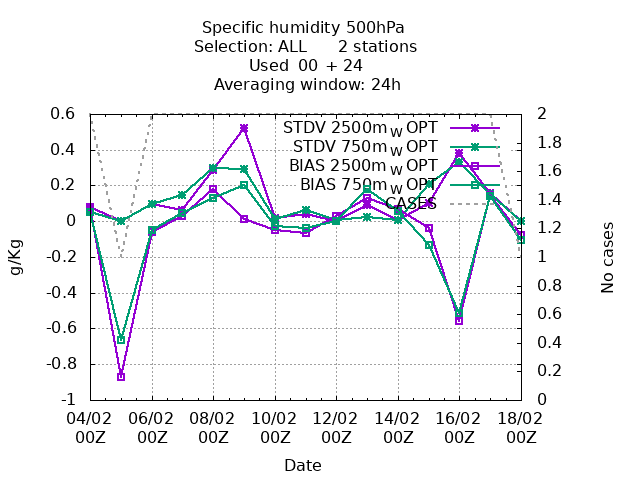 Specific humidity 500hPa
Selection: ALL 2 stations
Used 00 + 24
Averaging window: 24h
g/Kg
0.6
0.4
0.2
0
-0.2
-0.4
-0.6
-0.8
-1
STDV 2500m_W OPT
STDV 750m_W OPT
BIAS 2500m_W OPT
BIAS 750m_W OPT
CASES
2
1.8
1.6
1.4
1.2
1
0.8
0.6
0.4
0.2
0
No cases
04/02 06/02 08/02 10/02 12/02 14/02 16/02 18/02
00Z 00Z 00Z 00Z 00Z 00Z 00Z 00Z
Date